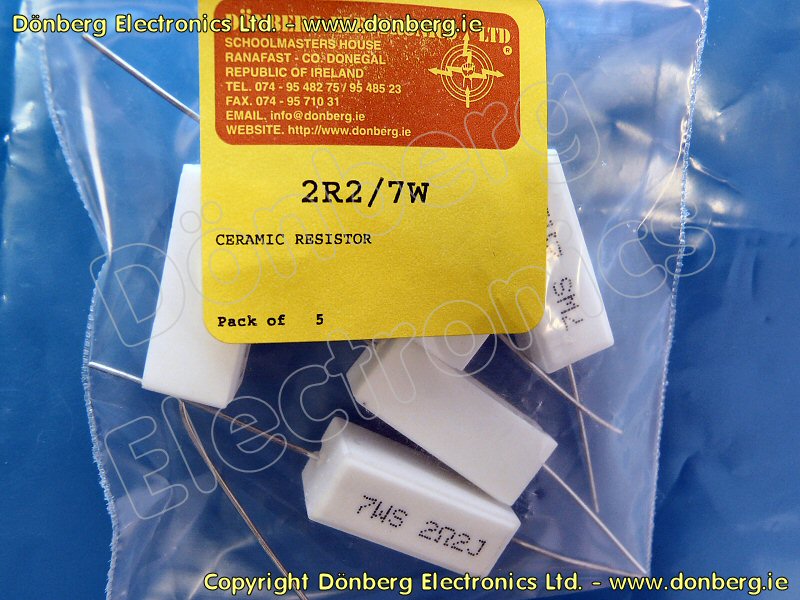 Dönberg Electronics Ltd. - www.donberg.ie
LTD
SCHOOLMASTERS HOUSE
RANAFAST - CO. DONEGAL
REPUBLIC OF IRELAND
TEL. 074 - 95 482 75 / 95 485 23
FAX. 074 - 95 710 31
EMAIL. info@donberg.ie
WEBSITE. http://www.donberg.ie
2R2/7W
CERAMIC RESISTOR
Pack of 5
7WS
7WS 2Ω2J
Dönberg
Electronics
Copyright Dönberg Electronics Ltd. - www.donberg.ie